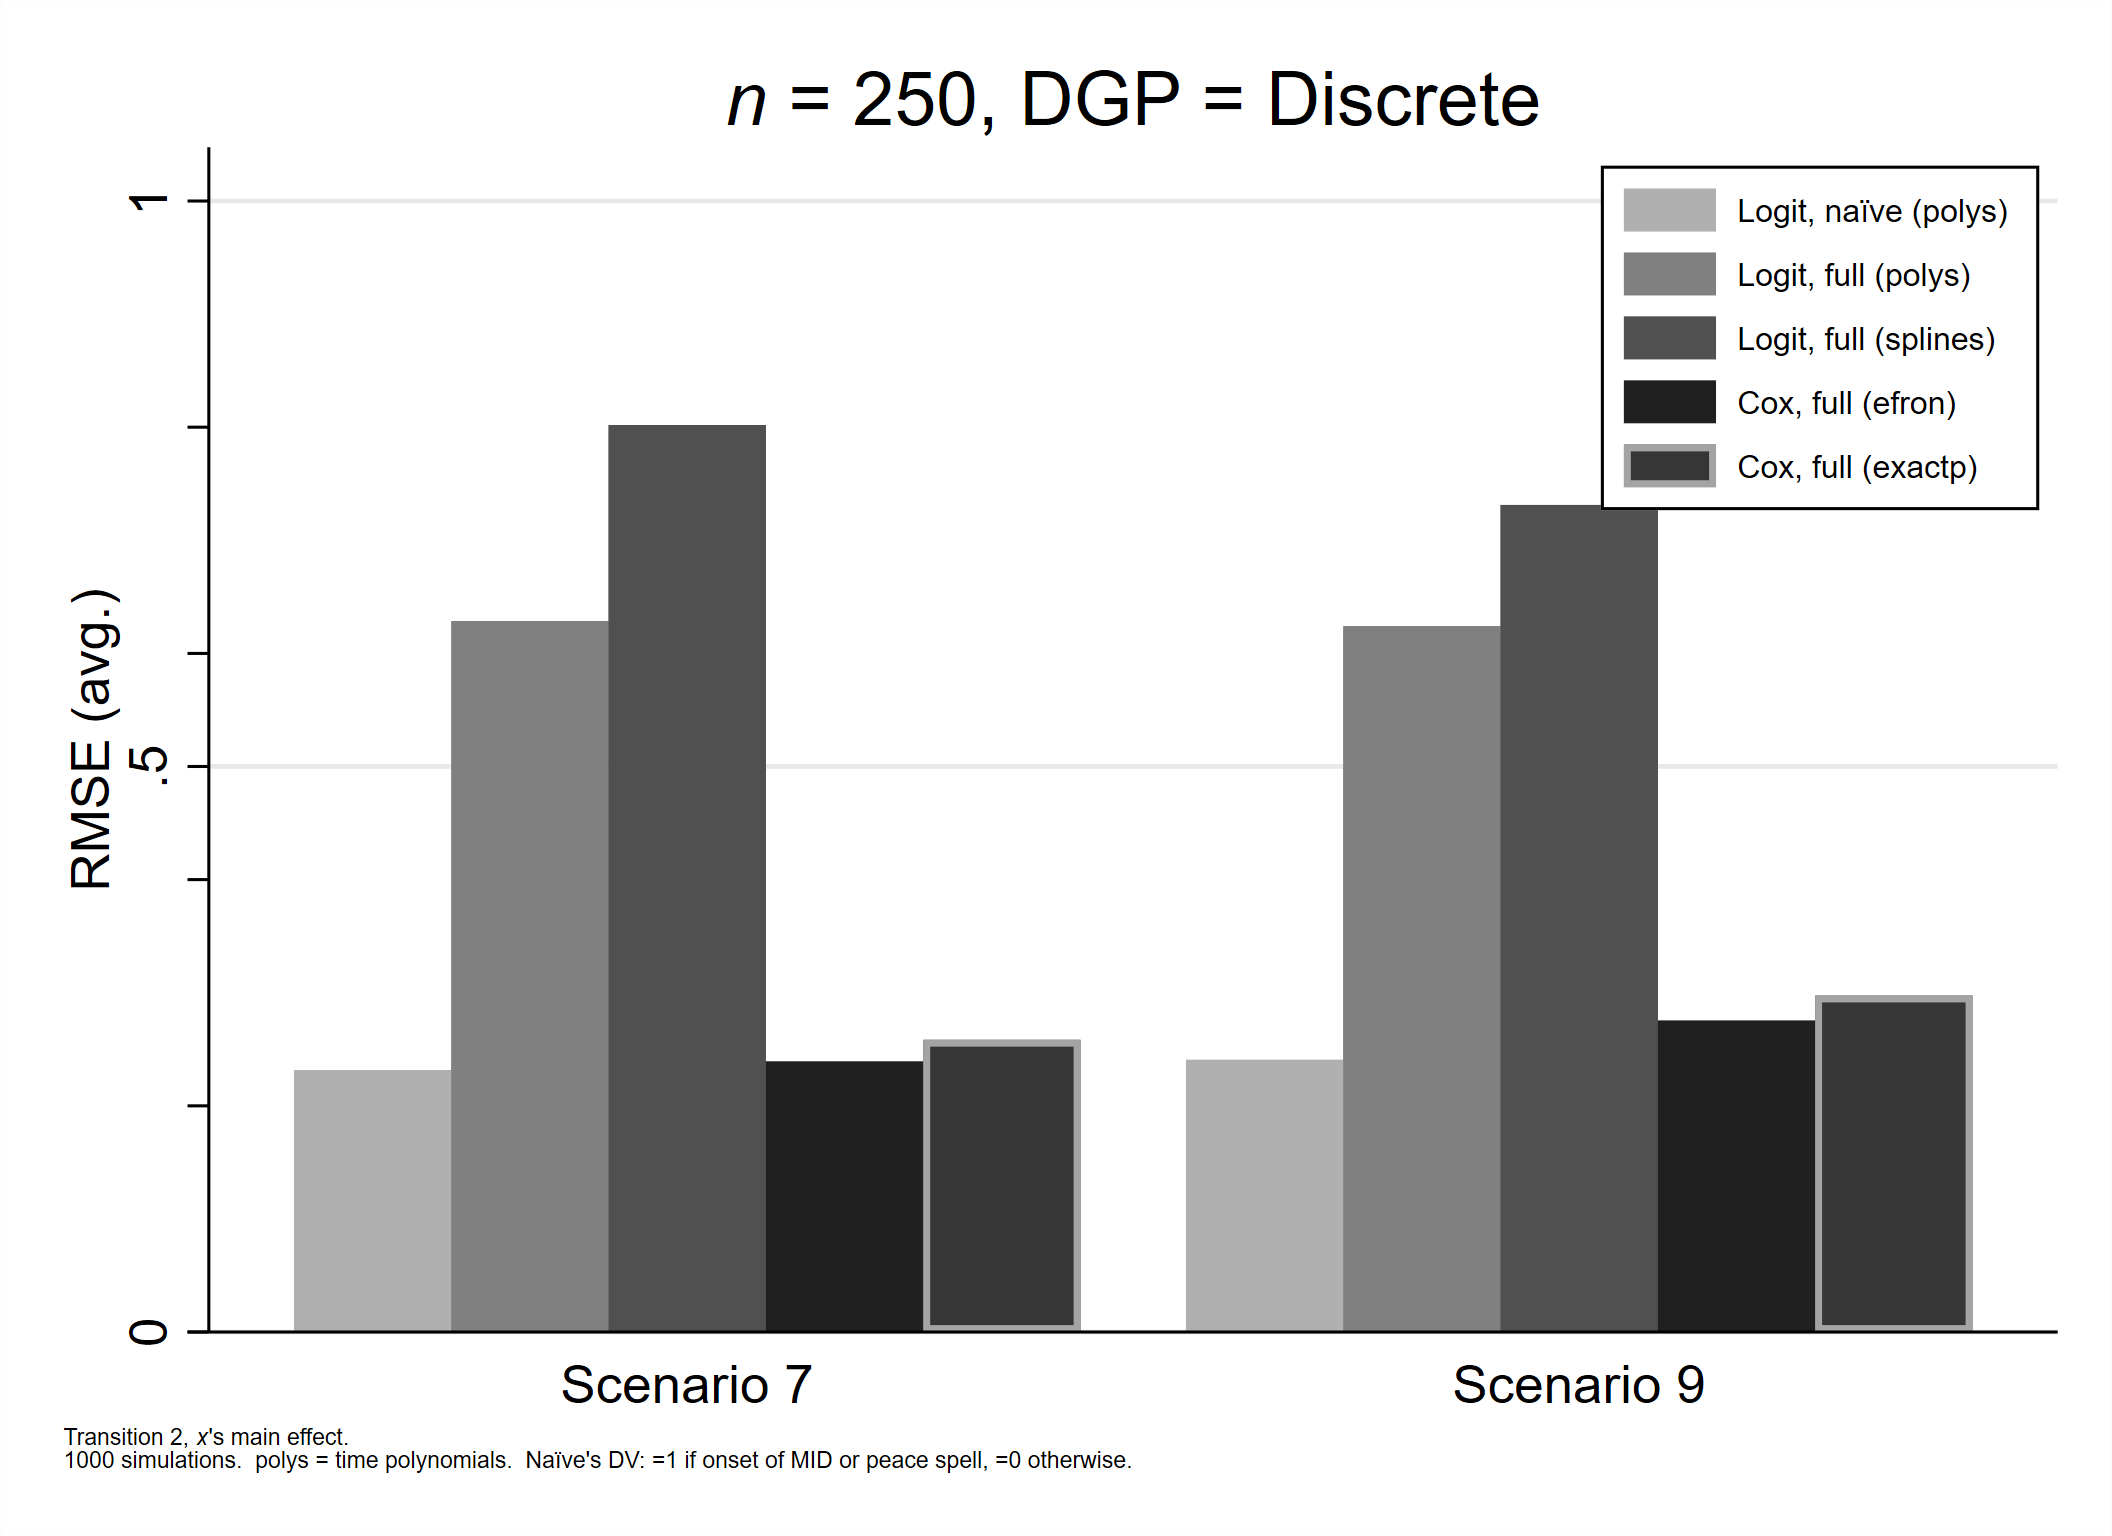 n = 250, DGP = Discrete
RMSE (avg.)
1
.5
0
Logit, naïve (polys)
Logit, full (polys)
Logit, full (splines)
Cox, full (efron)
Cox, full (exactp)
Scenario 7
Scenario 9
Transition 2, x's main effect.
1000 simulations.  polys = time polynomials.  Naïve's DV: =1 if onset of MID or peace spell, =0 otherwise.